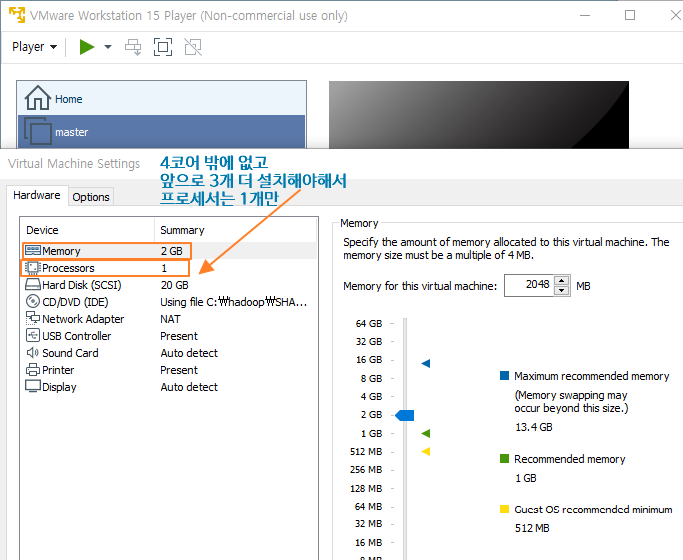 VMware Workstation 15 Player (Non-commercial use only)
Player
Home
master
Virtual Machine Settings
4코어 밖에 없고
앞으로 3개 더 설치해야해서
프로세서는 1개만
Hardware
Options
Device Summary
Memory 2 GB
Processors 1
Hard Disk (SCSI) 20 GB
CD/DVD (IDE) Using file C:₩hadoop₩SHA...
Network Adapter NAT
USB Controller Present
Sound Card Auto detect
Printer Present
Display Auto detect
Memory
Specify the amount of memory allocated to this virtual machine. The
memory size must be a multiple of 4 MB.
Memory for this virtual machine: 2048 MB
64 GB
32 GB
16 GB
8 GB
4 GB
2 GB
1 GB
512 MB
256 MB
128 MB
64 MB
32 MB
16 MB
8 MB
Maximum recommended memory
(Memory swapping may
occur beyond this size.)
13.4 GB
Recommended memory
1 GB
Guest OS recommended minimum
512 MB